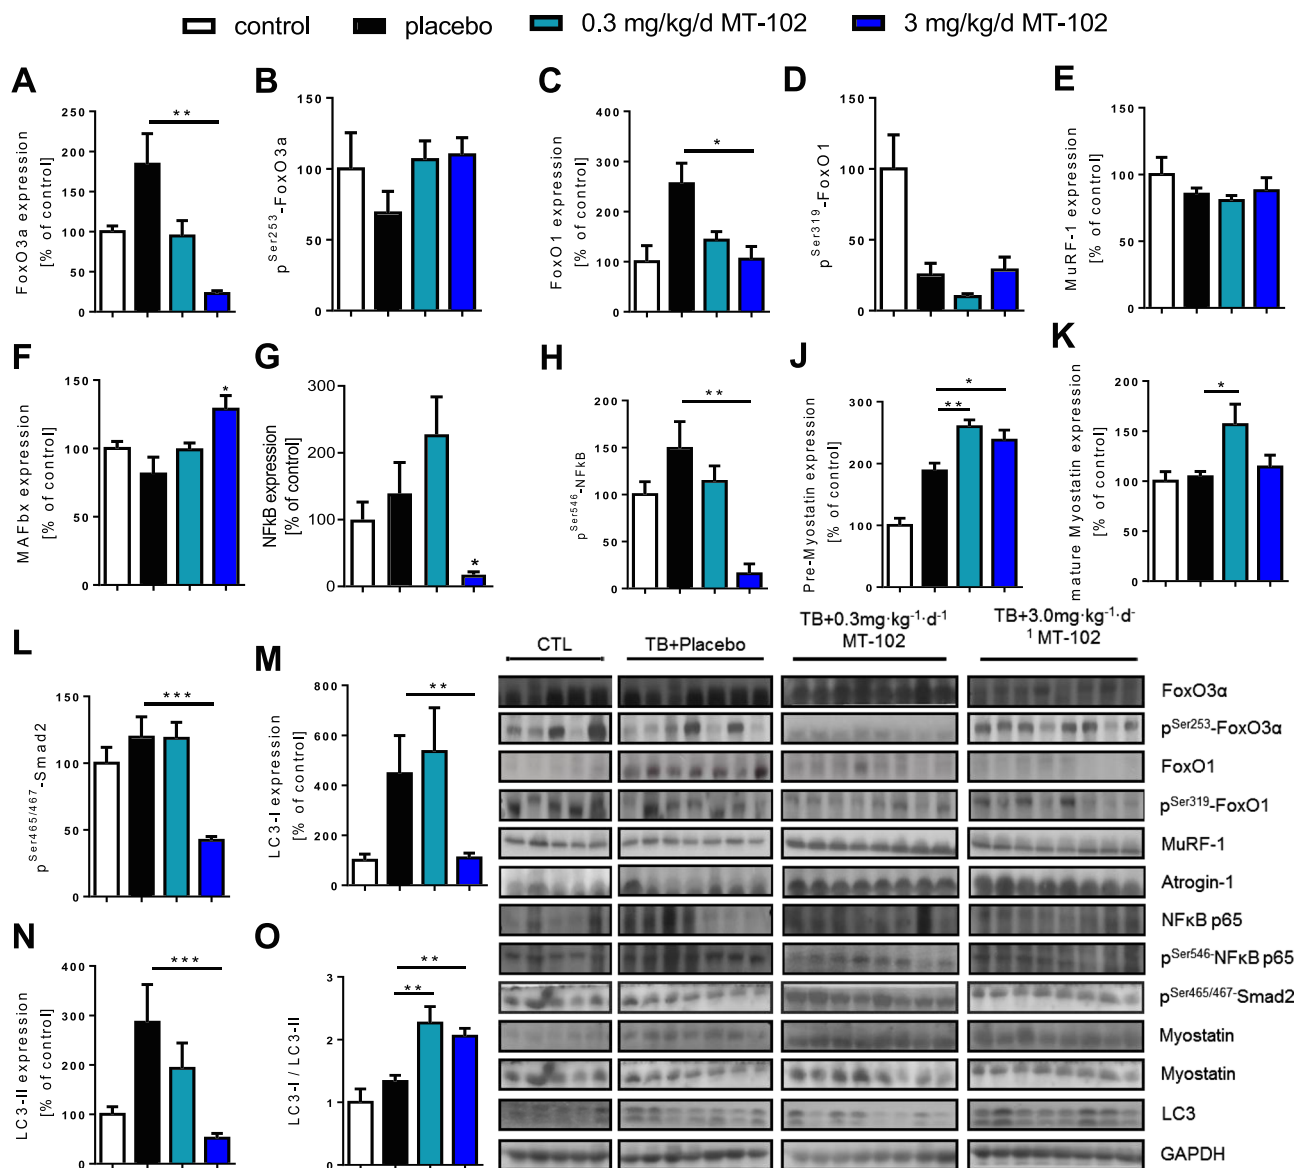 control placebo 0.3 mg/kg/d MT-102 3 mg/kg/d MT-102
A
FoxO3a expression
[% of control]
250
200
150
100
50
0
**
B
pSer253-FoxO3a
150
100
50
0
C
FoxO1 expression
[% of control]
400
300
200
100
0
*
D
pSer319-FoxO1
150
100
50
0
E
MuRF-1 expression
[% of control]
150
100
50
0
F
MAFbx expression
[% of control]
150
100
50
0
*
G
NFkB expression
[% of control]
300
200
100
0
*
H
pSer546-NFkB
200
150
100
50
0
**
J
Pre-Myostatin expression
[% of control]
300
200
100
0
*
**
K
mature Myostatin expression
[% of control]
200
150
100
50
0
*
L
pSer465/467-Smad2
150
100
50
0
***
M
LC3-I expression
[% of control]
800
600
400
200
0
**
N
LC3-II expression
[% of control]
400
300
200
100
0
***
O
LC3-I / LC3-II
3
2
1
0
**
**
CTL
TB+Placebo
TB+0.3mg·kg-1·d-1
MT-102
TB+3.0mg·kg-1·d-
1 MT-102
FoxO3α
pSer253-FoxO3α
FoxO1
pSer319-FoxO1
MuRF-1
Atrogin-1
NFκB p65
pSer546-NFκB p65
pSer465/467-Smad2
Myostatin
Myostatin
LC3
GAPDH